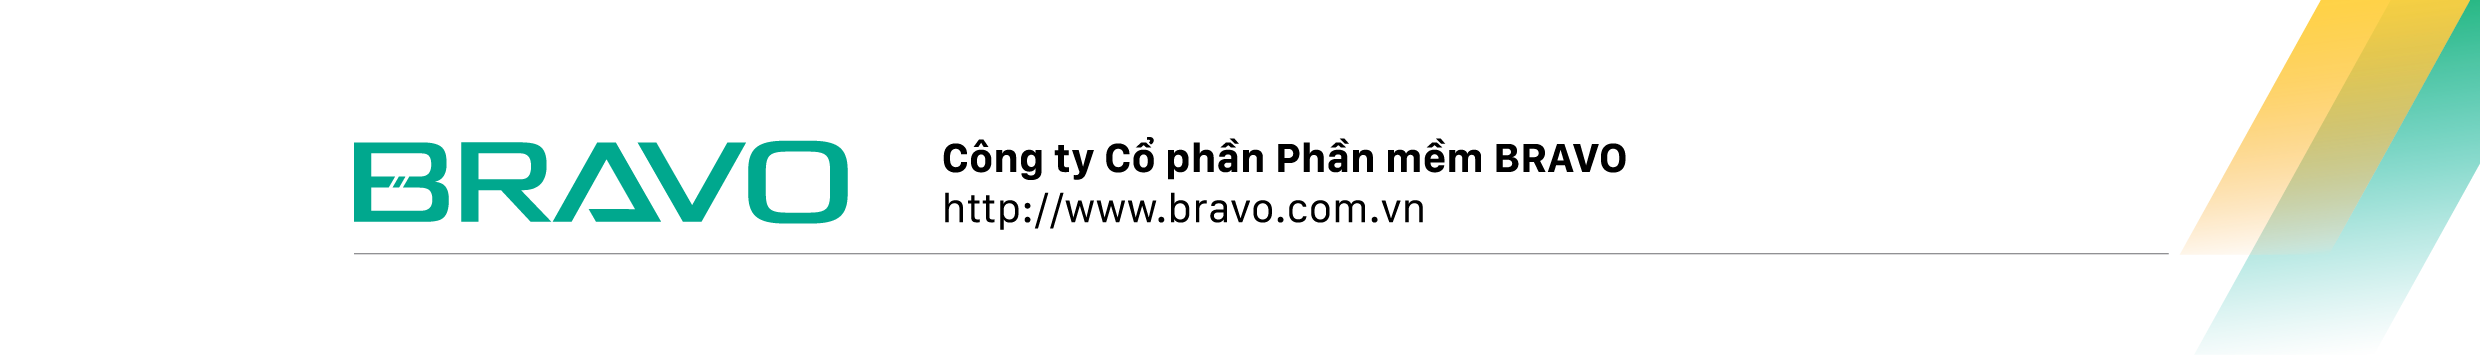 BRAVO
Công ty Cổ phần Phần mềm BRAVO
http://www.bravo.com.vn